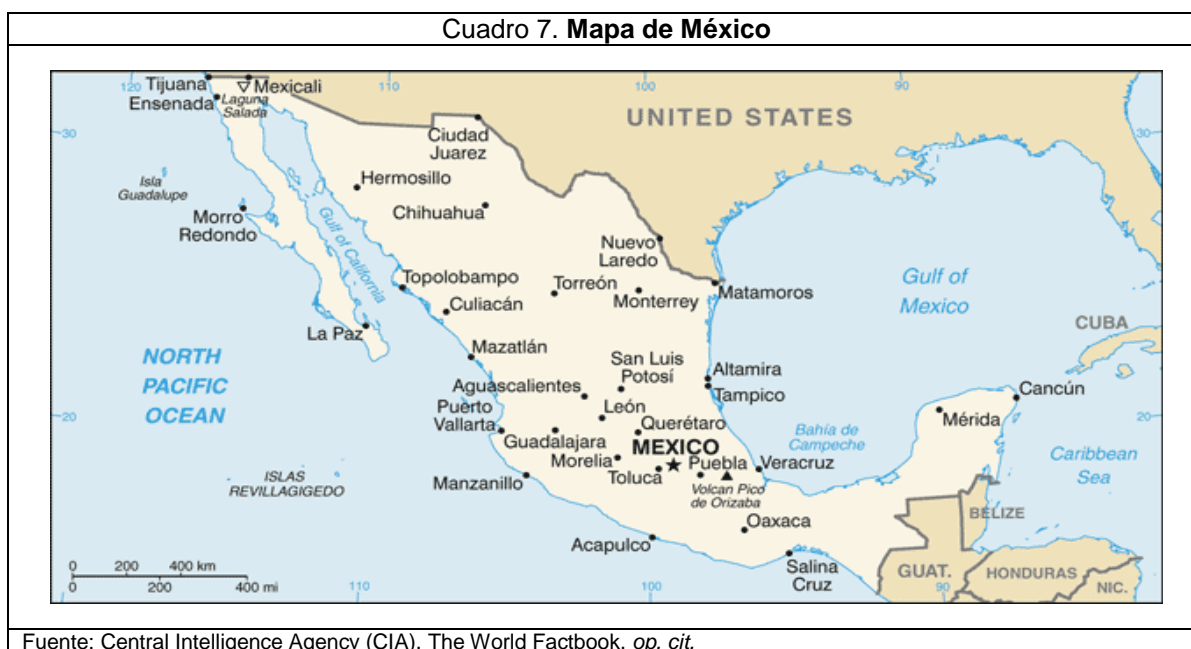 Cuadro 7. Mapa de México
120
110
100
90
Tijuana
Mexicali
Ensenada
Laguna
Salada
30
30
UNITED STATES
Ciudad
Juarez
Isla
Guadalupe
Hermosillo
Chihuahua
Morro
Redondo
Gulf of California
Nuevo
Laredo
Topolobampo
Torreón
Monterrey
Matamoros
Gulf of
Mexico
Culiacán
La Paz
CUBA
NORTH
PACIFIC
OCEAN
Mazatlán
San Luis
Potosí
Altamira
Tampico
Aguascalientes
Cancún
Puerto
Vallarta
León
Querétaro
Mérida
20
20
Guadalajara
MEXICO
Bahía de
Campeche
Morelia
Toluca
Puebla
Veracruz
Caribbean
Sea
ISLAS
REVILLAGIGEDO
Manzanillo
Volcan Pico
de Orizaba
BELIZE
Oaxaca
Acapulco
Salina
Cruz
GUAT.
HONDURAS
NIC.
0 200 400 km
0 200 400 mi
110
100
90
Fuente: Central Intelligence Agency (CIA). The World Factbook. op. cit.